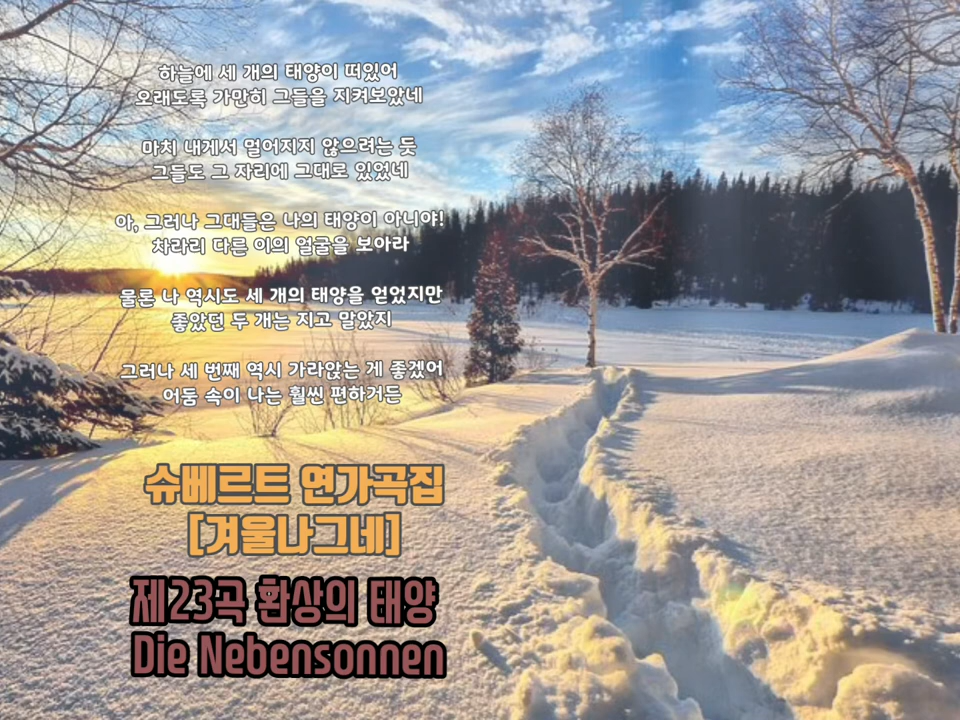 하늘에 세 개의 태양이 떠있어
오래도록 가만히 그들을 지켜보았네
마치 내게서 멀어지지 않으려는 듯
그들도 그 자리에 그대로 있었네
아, 그러나 그대들은 나의 태양이 아니야!
차라리 다른 이의 얼굴을 보아라
물론 나 역시도 세 개의 태양을 얻었지만
좋았던 두 개는 지고 말았지
그러나 세 번째 역시 가라앉는 게 좋겠어
어둠 속이 나는 훨씬 편하거든
슈베르트 연가곡집
[겨울나그네]
제23곡 환상의 태양
Die Nebensonnen